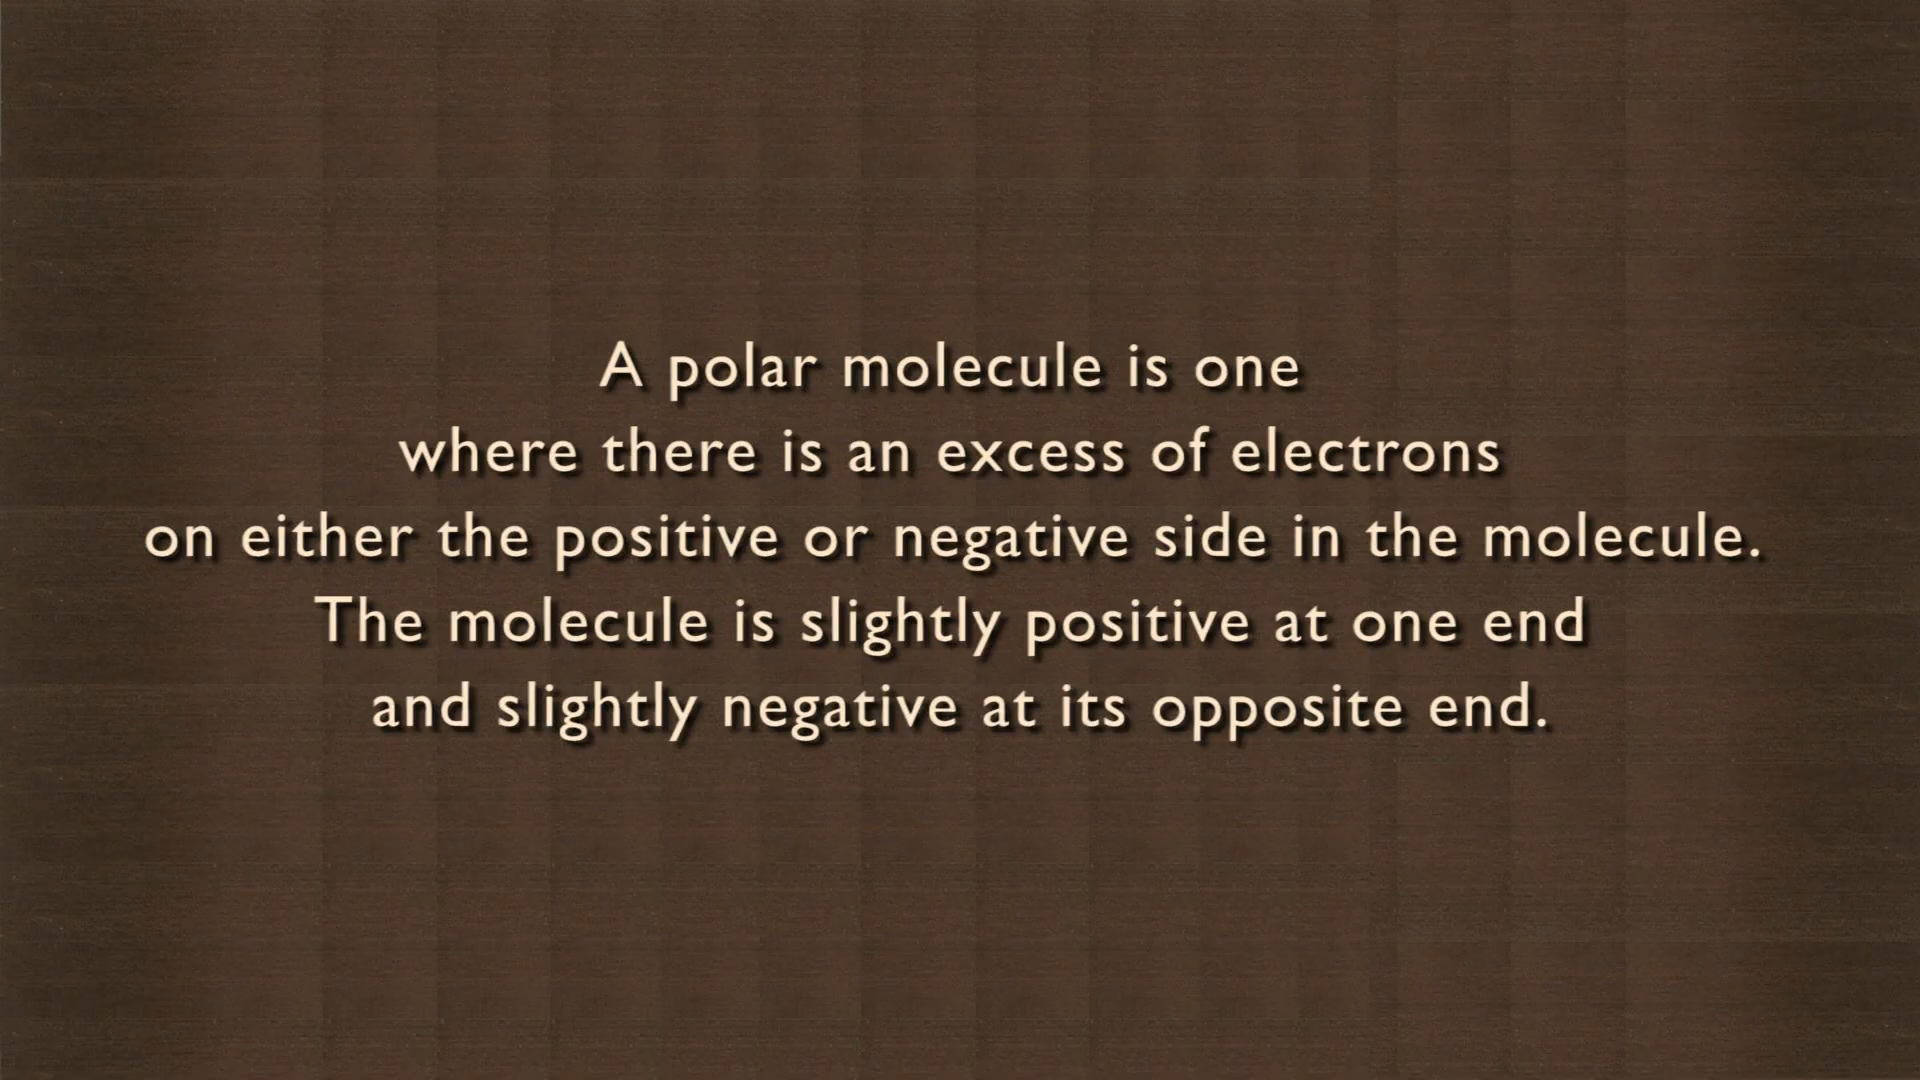 A polar molecule is one
where there is an excess of electrons
on either the positive or negative side in the molecule.
The molecule is slightly positive at one end
and slightly negative at its opposite end.